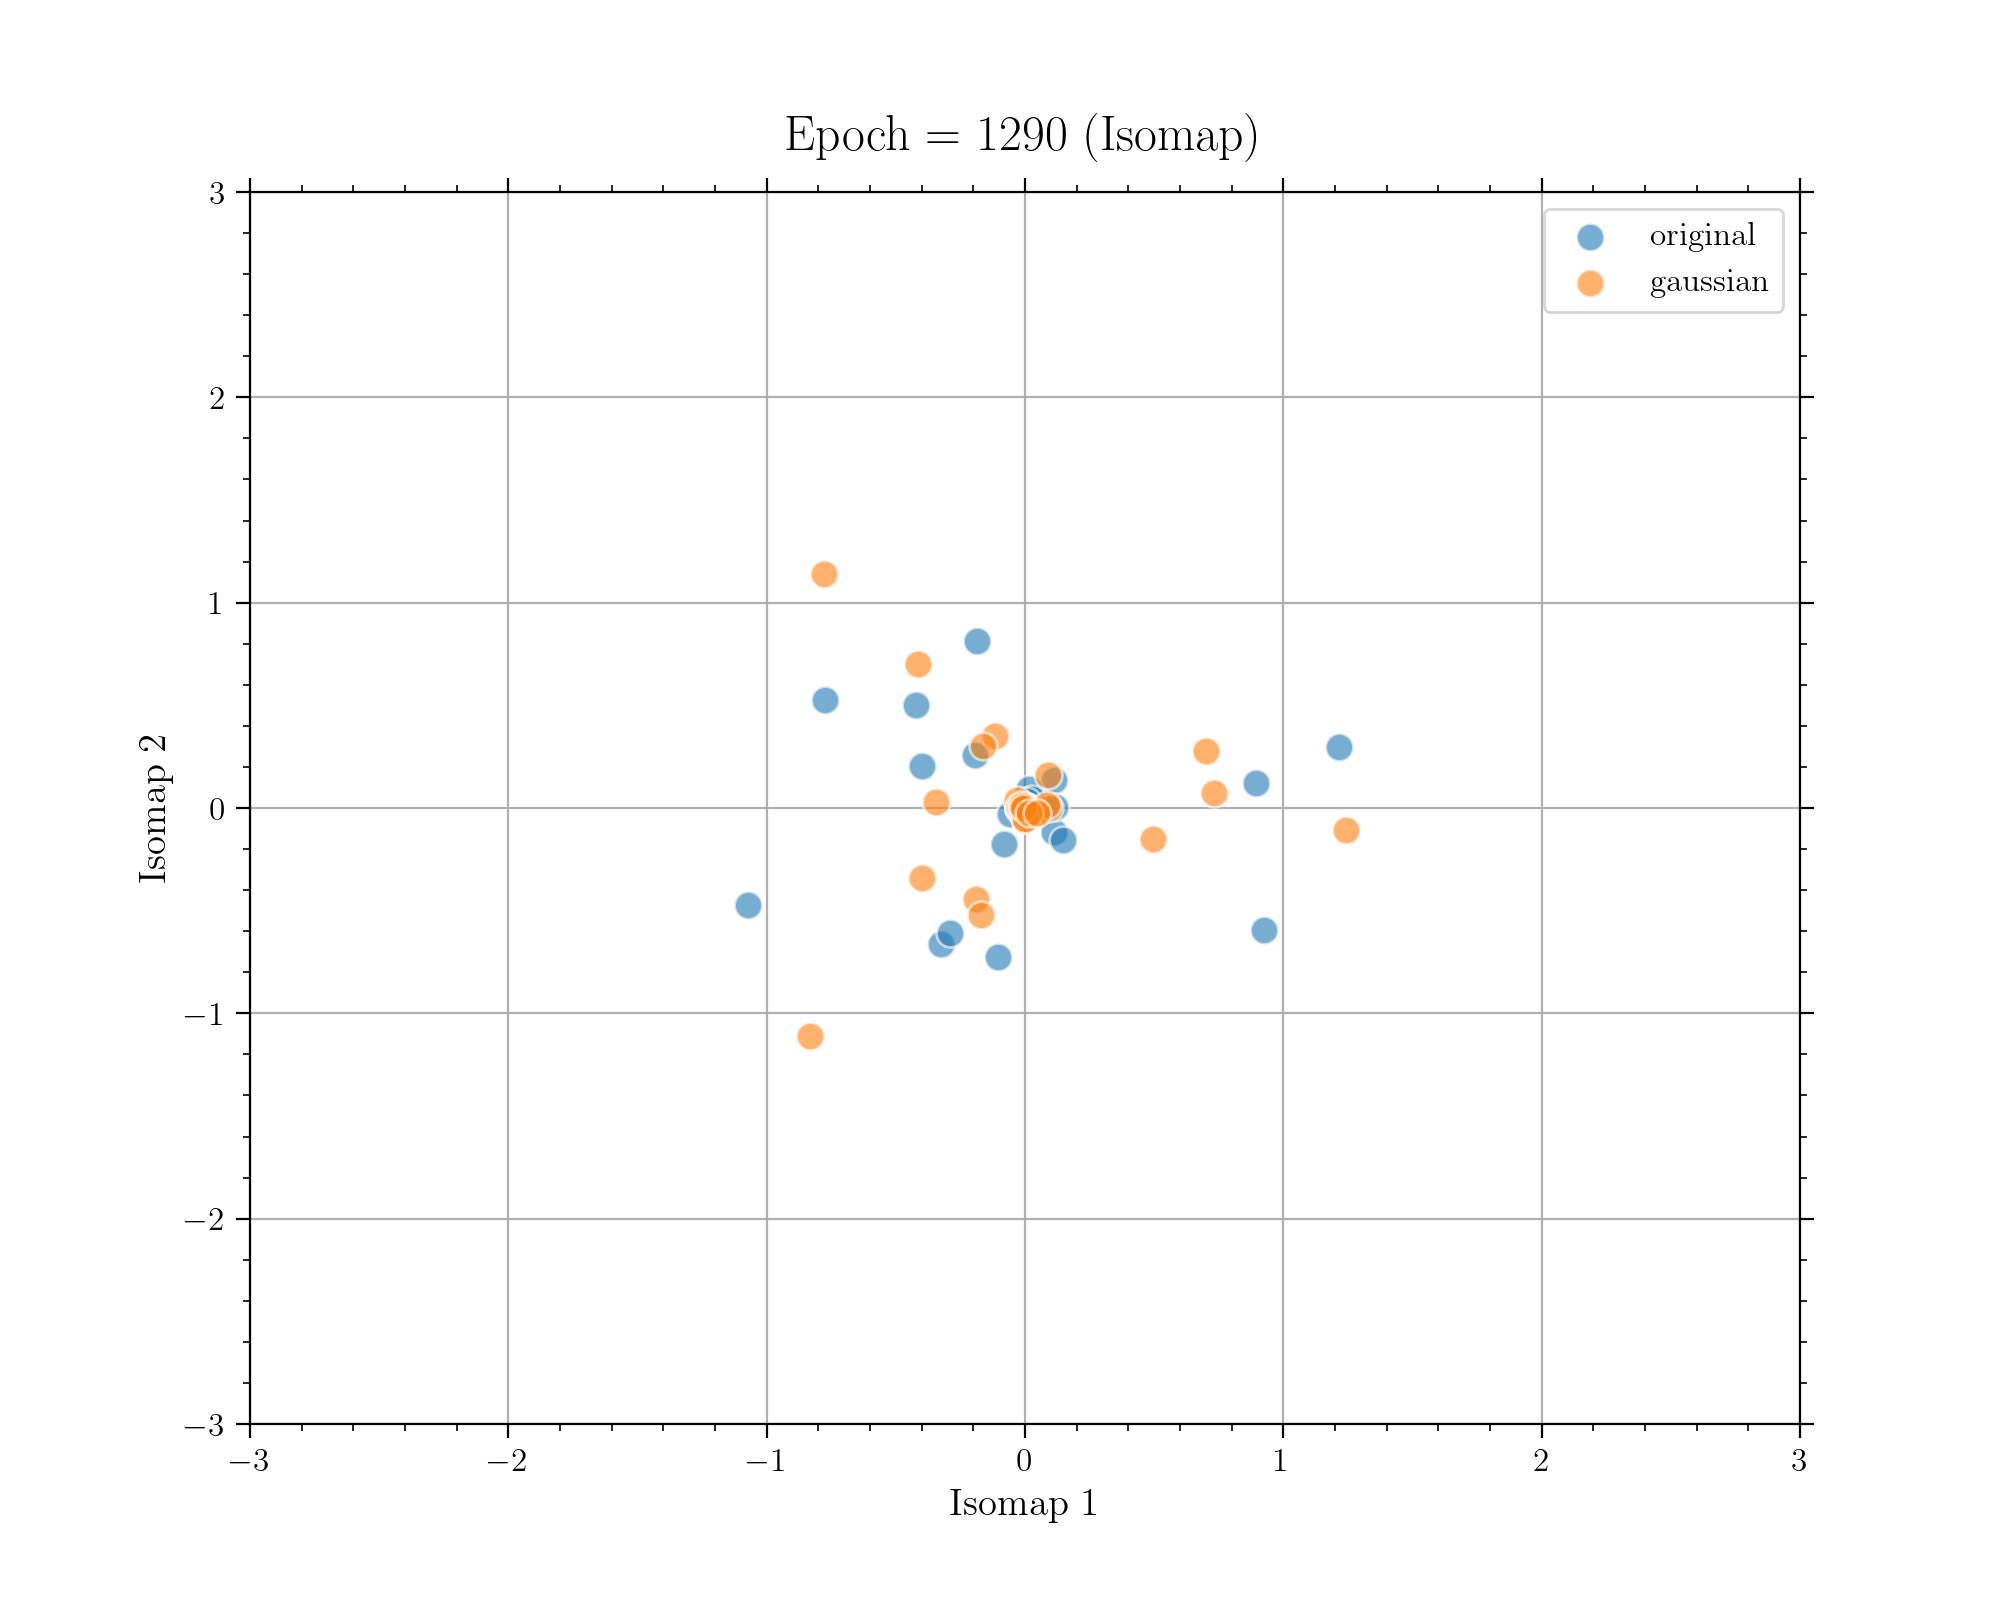 Epoch = 1290 (Isomap)
original
gaussian
3
2
1
0
−1
−2
−3
Isomap 2
−3 −2 −1 0 1 2 3
Isomap 1